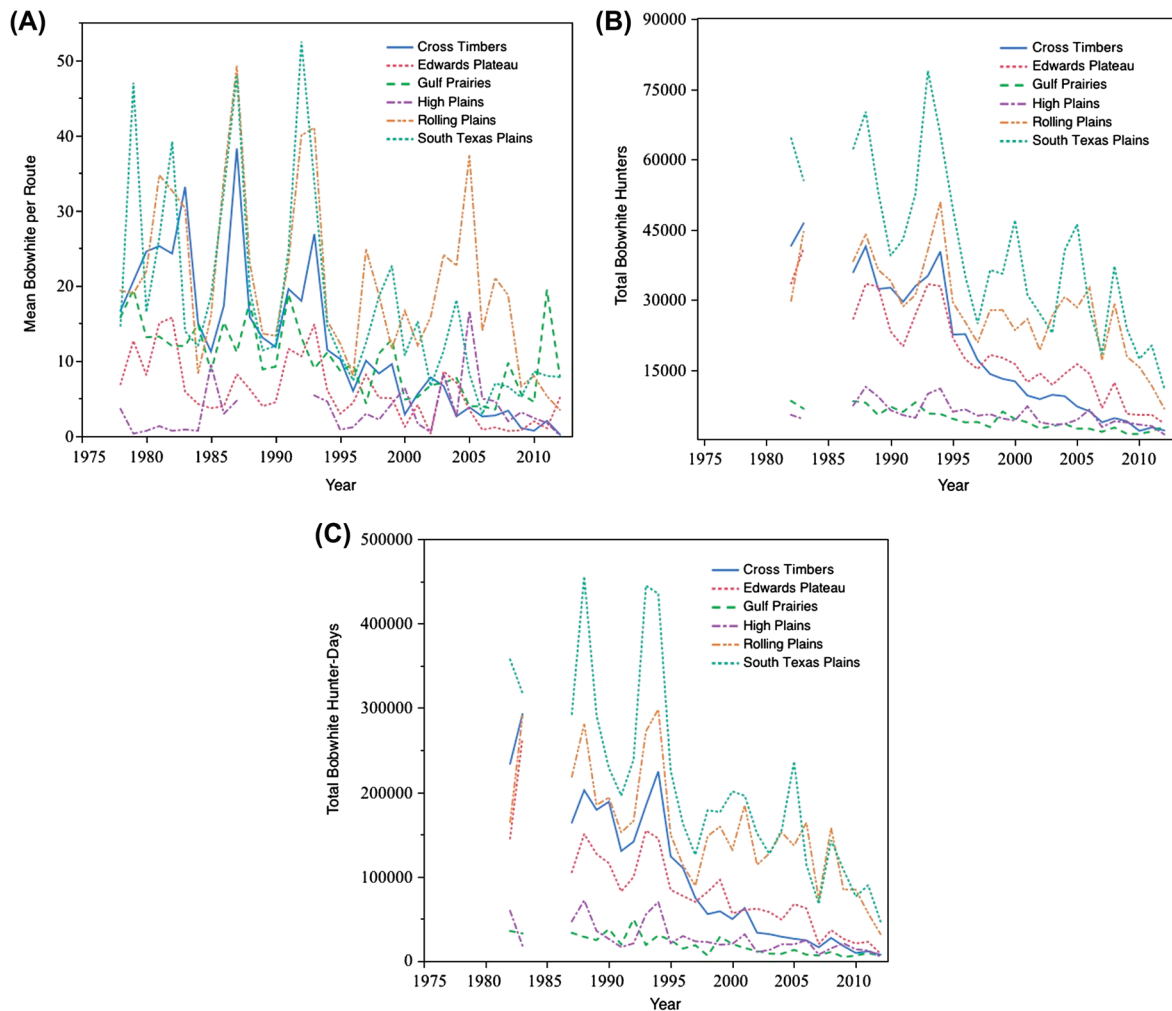 (A)
Mean Bobwhite per Route
50
40
30
20
10
0
Cross Timbers
Edwards Plateau
Gulf Prairies
High Plains
Rolling Plains
South Texas Plains
1975 1980 1985 1990 1995 2000 2005 2010
Year
(B)
Total Bobwhite Hunters
90000
75000
60000
45000
30000
15000
Cross Timbers
Edwards Plateau
Gulf Prairies
High Plains
Rolling Plains
South Texas Plains
1975 1980 1985 1990 1995 2000 2005 2010
Year
(C)
Total Bobwhite Hunter-Days
500000
400000
300000
200000
100000
0
Cross Timbers
Edwards Plateau
Gulf Prairies
High Plains
Rolling Plains
South Texas Plains
1975 1980 1985 1990 1995 2000 2005 2010
Year